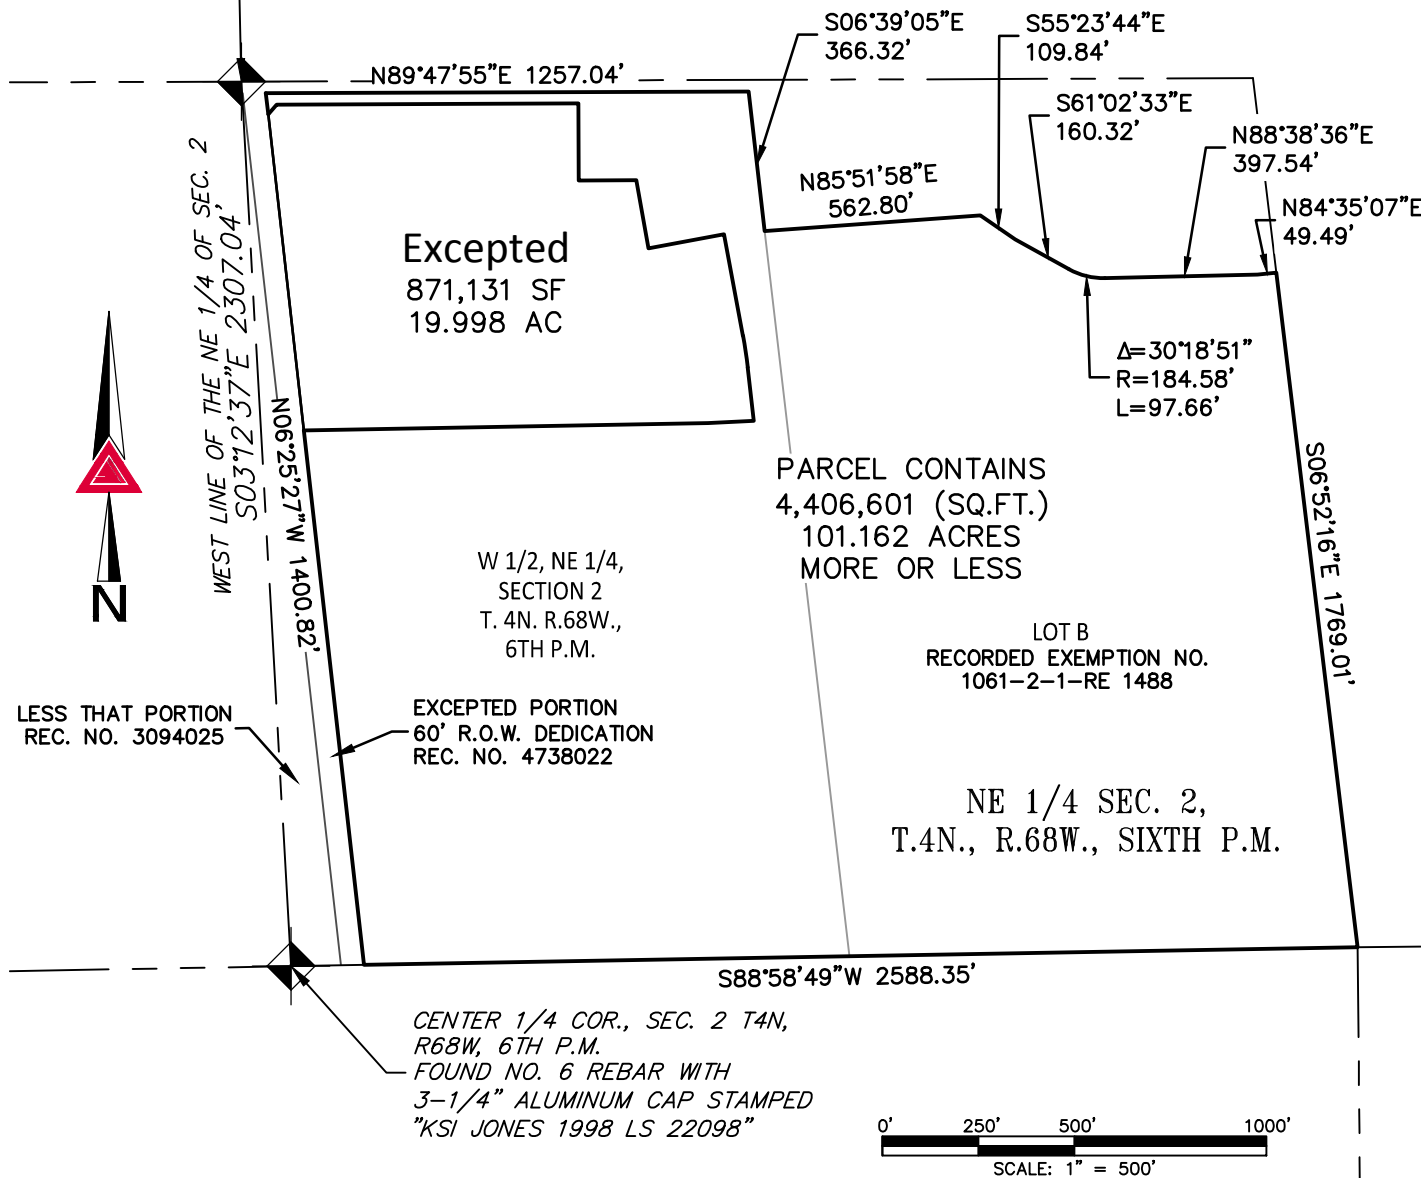 S06°39'05"E
366.32'
S55°23'44"E
109.84'
N89°47'55"E 1257.04'
S61°02'33"E
160.32'
N88°38'36"E
397.54'
N85°51'58"E
562.80'
N84°35'07"E
49.49'
WEST LINE OF THE NE 1/4 OF SEC. 2
S03°12'37"E 2307.04'
Excepted
871,131 SF
19.998 AC
Δ=30°18'51"
R=184.58'
L=97.66'
N06°25'27"W 1400.82'
PARCEL CONTAINS
4,406,601 (SQ.FT.)
101.162 ACRES
MORE OR LESS
S06°52'16"E 1769.01'
W 1/2, NE 1/4,
SECTION 2
T. 4N. R.68W.,
6TH P.M.
N
LOT B
RECORDED EXEMPTION NO.
1061-2-1-RE 1488
LESS THAT PORTION
REC. NO. 3094025
EXCEPTED PORTION
60' R.O.W. DEDICATION
REC. NO. 4738022
NE 1/4 SEC. 2,
T.4N., R.68W., SIXTH P.M.
S88°58'49"W 2588.35'
CENTER 1/4 COR., SEC. 2 T4N,
R68W, 6TH P.M.
FOUND NO. 6 REBAR WITH
3-1/4" ALUMINUM CAP STAMPED
"KSI JONES 1998 LS 22098"
0' 250' 500' 1000'
SCALE: 1" = 500'